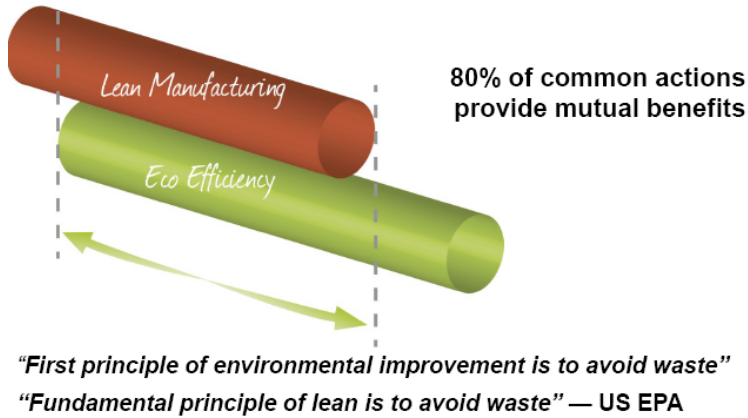 Lean Manufacturing
80% of common actions
provide mutual benefits
Eco Efficiency
“First principle of environmental improvement is to avoid waste”
“Fundamental principle of lean is to avoid waste” — US EPA